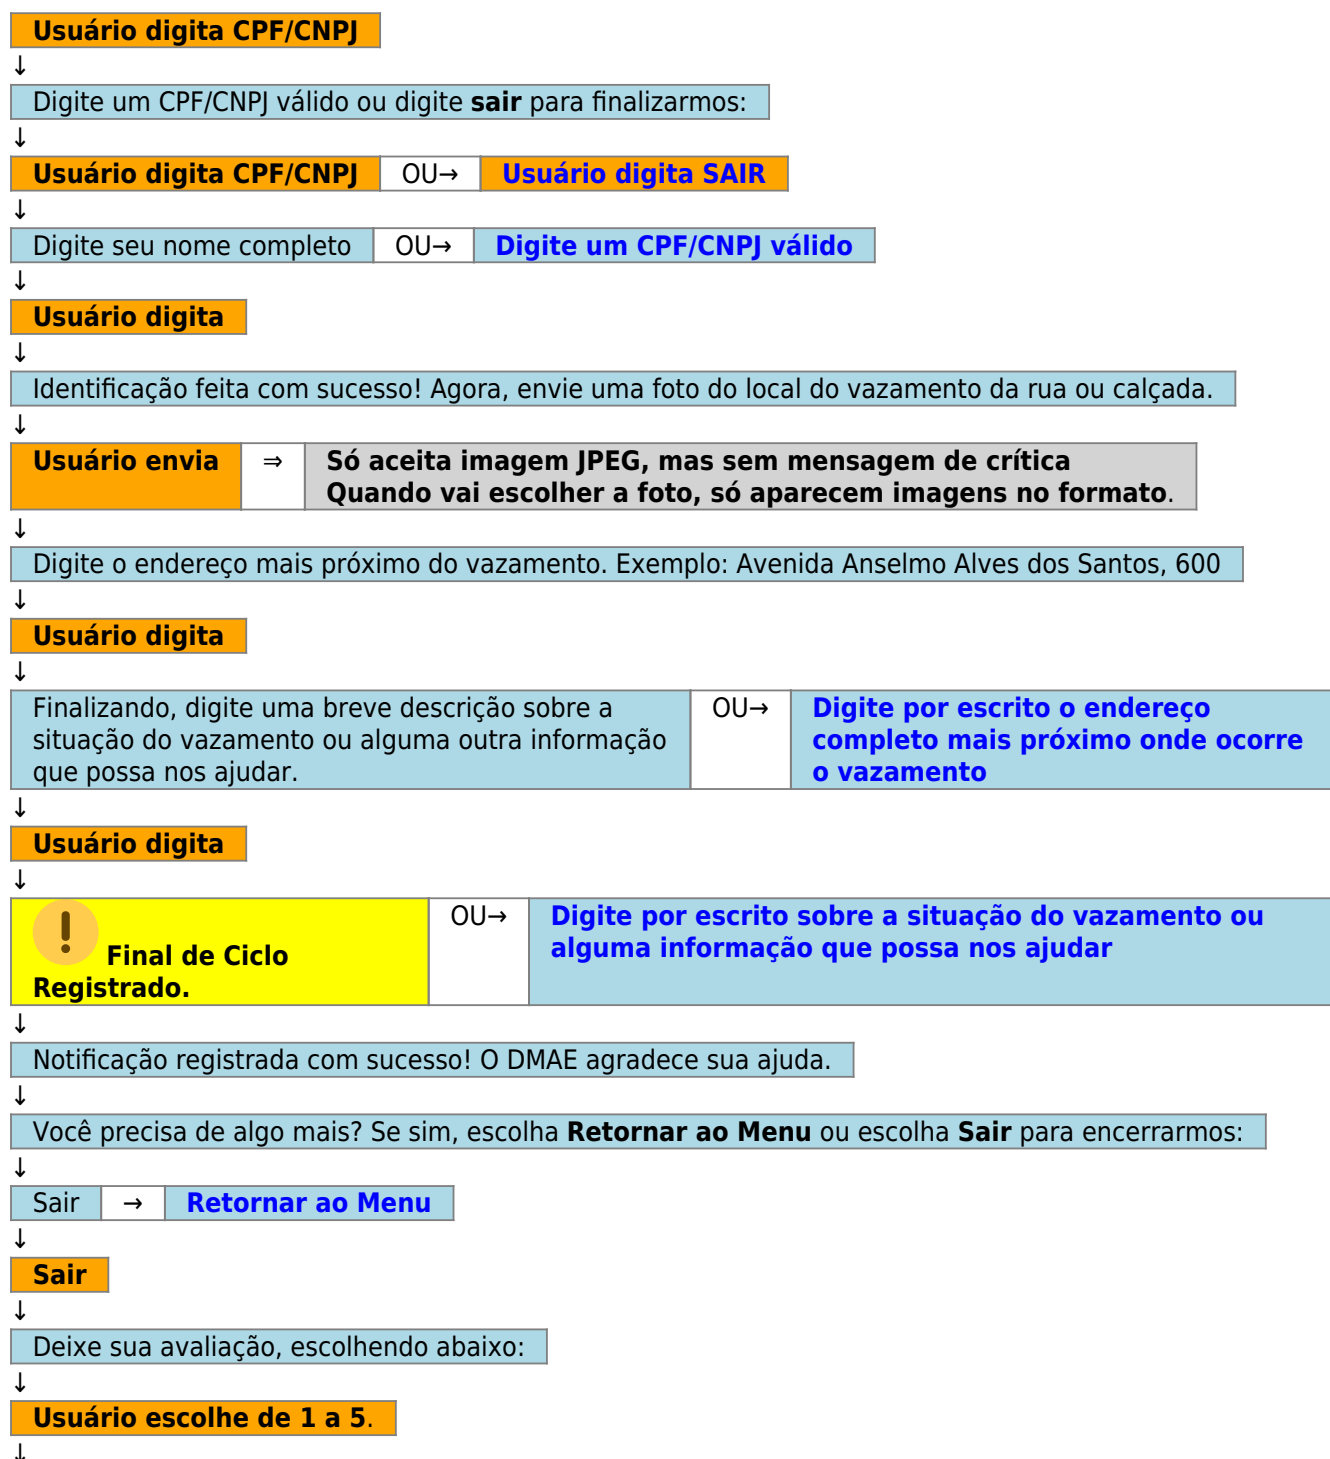 Usuário digita CPF/CNPJ
↓
Digite um CPF/CNPJ válido ou digite sair para finalizarmos:
↓
Usuário digita CPF/CNPJ OU→ Usuário digita SAIR
↓
Digite seu nome completo OU→ Digite um CPF/CNPJ válido
↓
Usuário digita
↓
Identificação feita com sucesso! Agora, envie uma foto do local do vazamento da rua ou calçada.
↓
Usuário envia ⇒ Só aceita imagem JPEG, mas sem mensagem de crítica
Quando vai escolher a foto, só aparecem imagens no formato.
↓
Digite o endereço mais próximo do vazamento. Exemplo: Avenida Anselmo Alves dos Santos, 600
↓
Usuário digita
↓
Finalizando, digite uma breve descrição sobre a
situação do vazamento ou alguma outra informação
que possa nos ajudar.
OU→
Digite por escrito o endereço
completo mais próximo onde ocorre
o vazamento
↓
Usuário digita
↓
Final de Ciclo
Registrado.
OU→
Digite por escrito sobre a situação do vazamento ou
alguma informação que possa nos ajudar
↓
Notificação registrada com sucesso! O DMAE agradece sua ajuda.
↓
Você precisa de algo mais? Se sim, escolha Retornar ao Menu ou escolha Sair para encerrarmos:
↓
Sair → Retornar ao Menu
↓
Sair
↓
Deixe sua avaliação, escolhendo abaixo:
↓
Usuário escolhe de 1 a 5.
↓